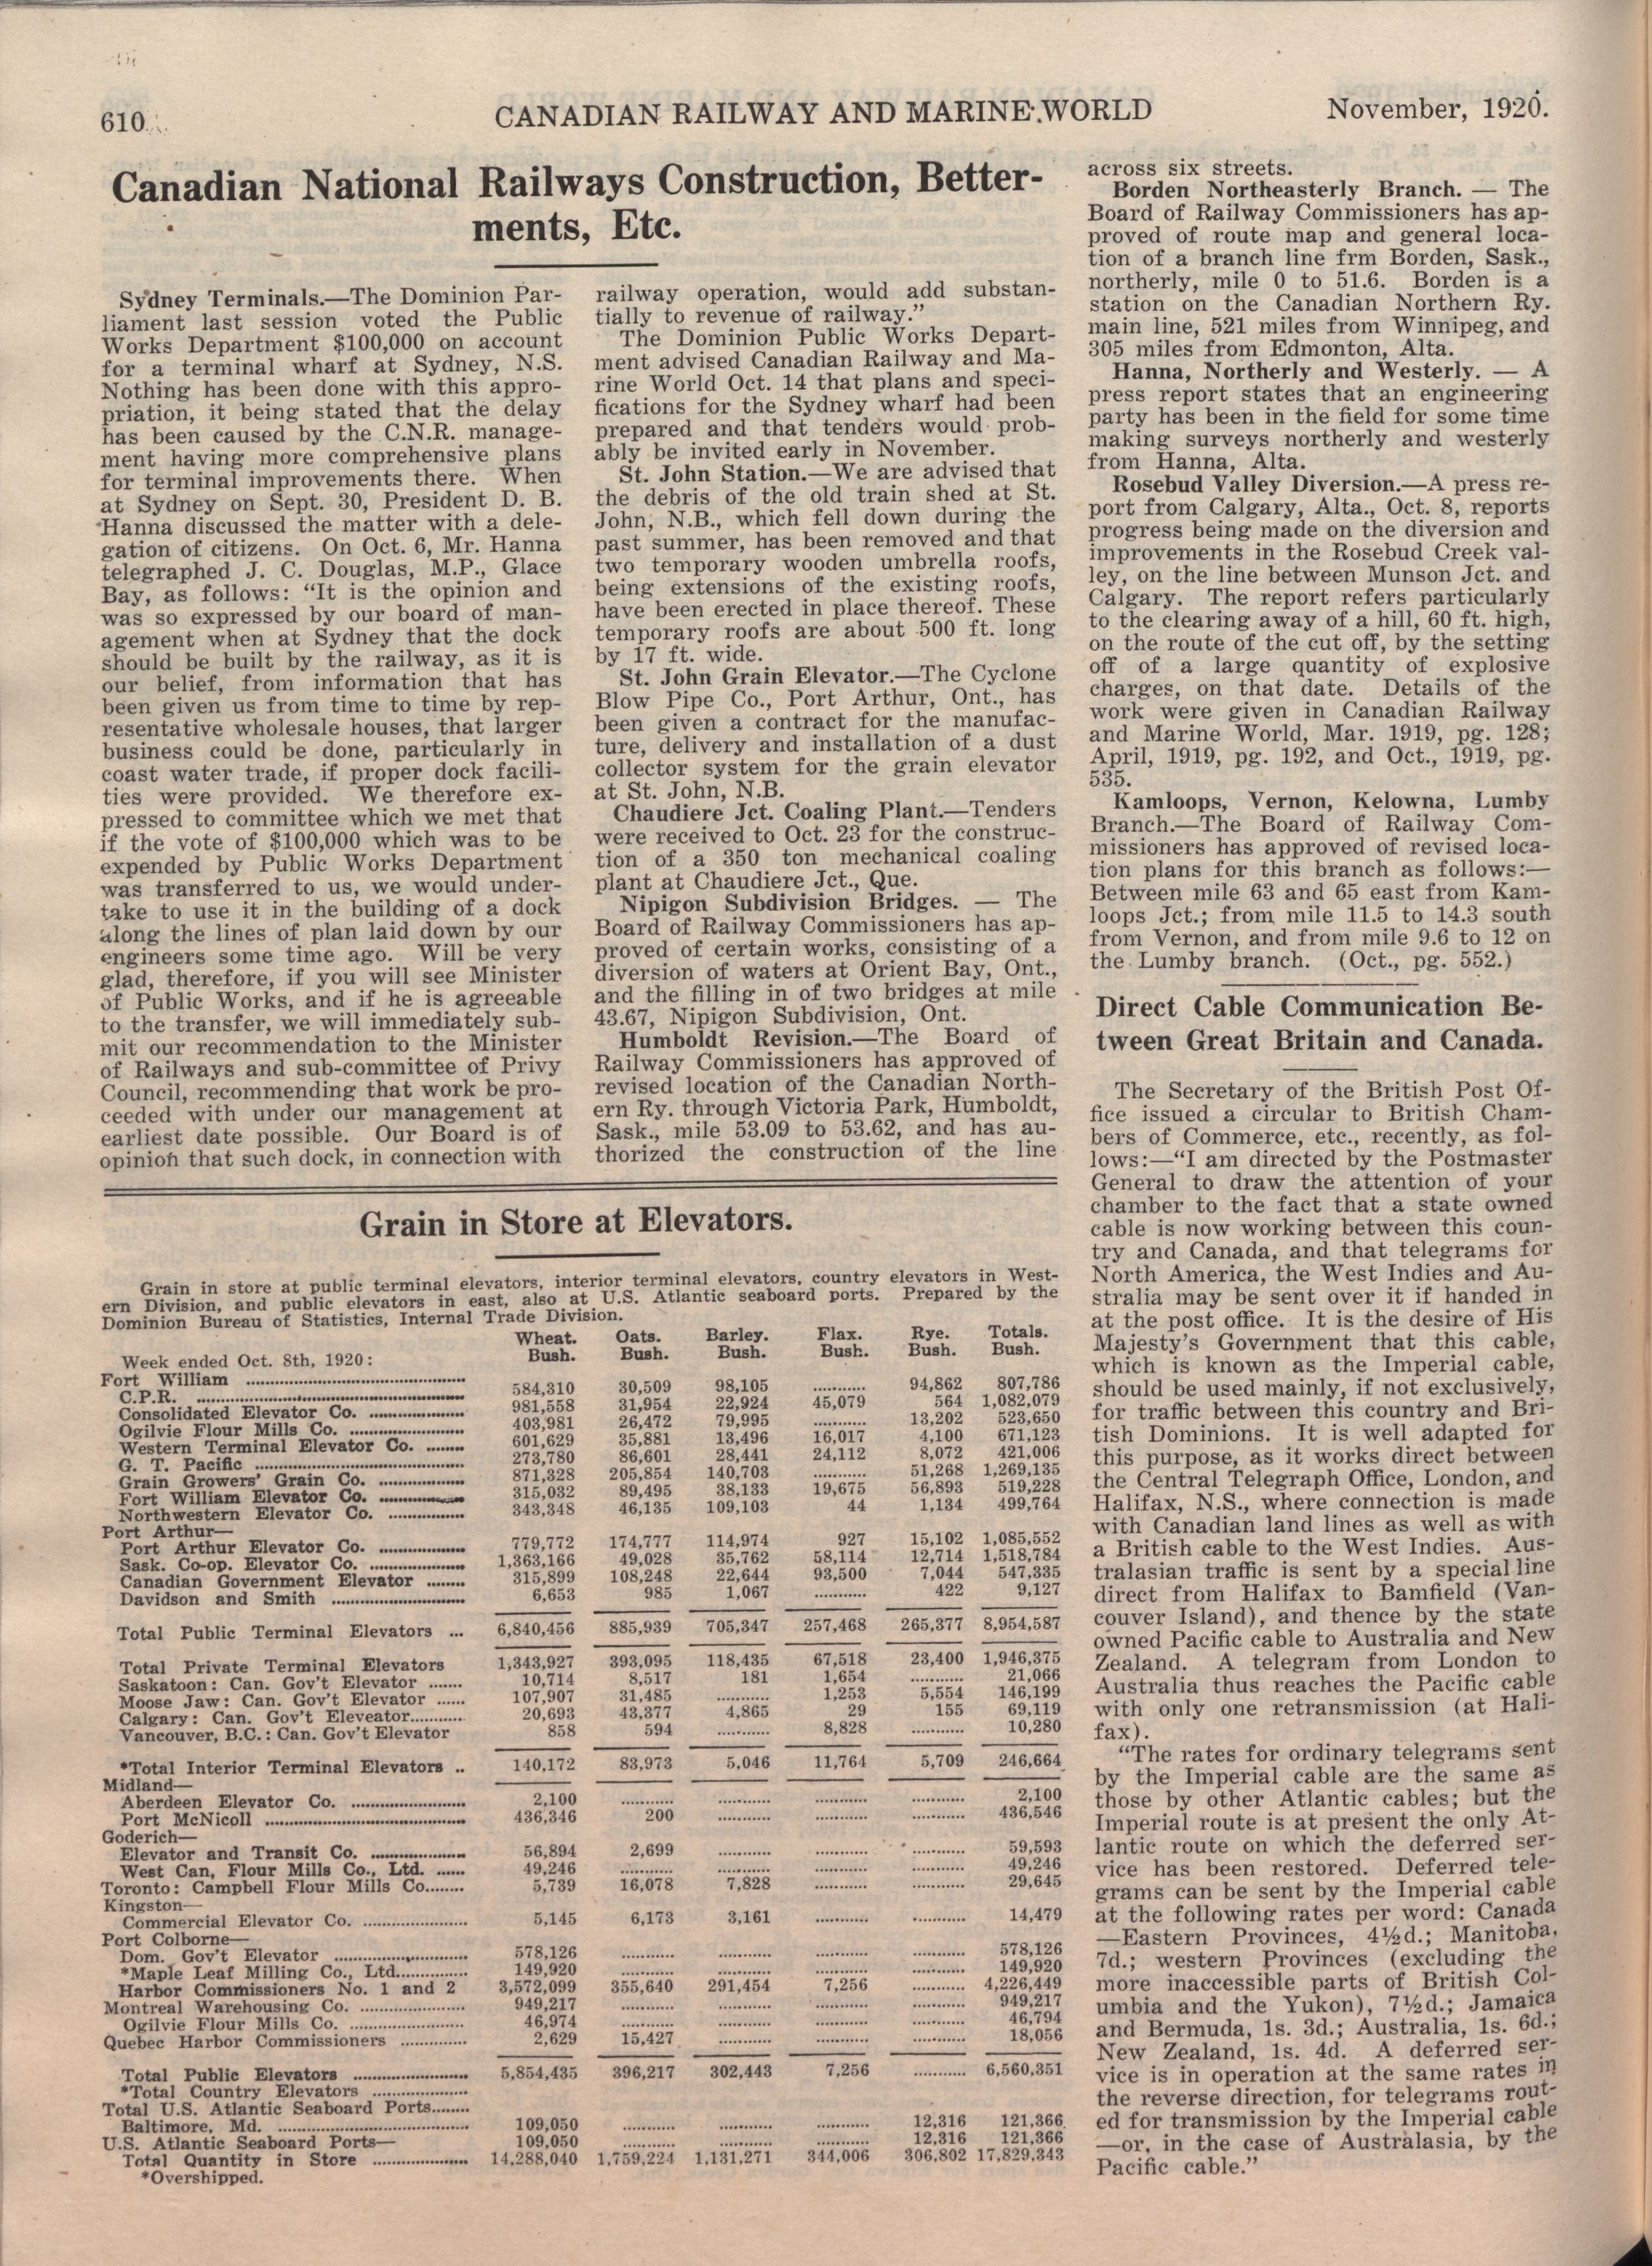 610
CANADIAN RAILWAY AND MARINE WORLD
November, 1920.
Canadian National Railways Construction, Better-
ments, Etc.
Sydney Terminals.—The Dominion Par-
liament last session voted the Public
Works Department $100,000 on account
for a terminal wharf at Sydney, N.S.
Nothing has been done with this appro-
priation, it being stated that the delay
has been caused by the C.N.R. manage-
ment having more comprehensive plans
for terminal improvements there. When
at Sydney on Sept. 30, President D. B.
Hanna discussed the matter with a dele-
gation of citizens. On Oct. 6, Mr. Hanna
telegraphed J. C. Douglas, M.P., Glace
Bay, as follows: “It is the opinion and
was so expressed by our board of man-
agement when at Sydney that the dock
should be built by the railway, as it is
our belief, from information that has
been given us from time to time by rep-
resentative wholesale houses, that larger
business could be done, particularly in
coast water trade, if proper dock facili-
ties were provided. We therefore ex-
pressed to committee which we met that
if the vote of $100,000 which was to be
expended by Public Works Department
was transferred to us, we would under-
take to use it in the building of a dock
along the lines of plan laid down by our
engineers some time ago. Will be very
glad, therefore, if you will see Minister
of Public Works, and if he is agreeable
to the transfer, we will immediately sub-
mit our recommendation to the Minister
of Railways and sub-committee of Privy
Council, recommending that work be pro-
ceeded with under our management at
earliest date possible. Our Board is of
opinion that such dock, in connection with
railway operation, would add substan-
tially to revenue of railway.”
The Dominion Public Works Depart-
ment advised Canadian Railway and Ma-
rine World Oct. 14 that plans and speci-
fications for the Sydney wharf had been
prepared and that tenders would prob-
ably be invited early in November.
St. John Station.—We are advised that
the debris of the old train shed at St.
John, N.B., which fell down during the
past summer, has been removed and that
two temporary wooden umbrella roofs,
being extensions of the existing roofs,
have been erected in place thereof. These
temporary roofs are about 500 ft. long
by 17 ft. wide.
St. John Grain Elevator.—The Cyclone
Blow Pipe Co., Port Arthur, Ont., has
been given a contract for the manufac-
ture, delivery and installation of a dust
collector system for the grain elevator
at St. John, N.B.
Chaudiere Jct. Coaling Plant.—Tenders
were received to Oct. 23 for the construc-
tion of a 350 ton mechanical coaling
plant at Chaudiere Jct., Que.
Nipigon Subdivision Bridges. — The
Board of Railway Commissioners has ap-
proved of certain works, consisting of a
diversion of waters at Orient Bay, Ont.,
and the filling in of two bridges at mile
43.67, Nipigon Subdivision, Ont.
Humboldt Revision.—The Board of
Railway Commissioners has approved of
revised location of the Canadian North-
ern Ry. through Victoria Park, Humboldt,
Sask., mile 53.09 to 53.62, and has au-
thorized the construction of the line
across six streets.
Borden Northeasterly Branch. — The
Board of Railway Commissioners has ap-
proved of route map and general loca-
tion of a branch line frm Borden, Sask.,
northerly, mile 0 to 51.6. Borden is a
station on the Canadian Northern Ry.
main line, 521 miles from Winnipeg, and
305 miles from Edmonton, Alta.
Hanna, Northerly and Westerly. — A
press report states that an engineering
party has been in the field for some time
making surveys northerly and westerly
from Hanna, Alta.
Rosebud Valley Diversion.—A press re-
port from Calgary, Alta., Oct. 8, reports
progress being made on the diversion and
improvements in the Rosebud Creek val-
ley, on the line between Munson Jct. and
Calgary. The report refers particularly
to the clearing away of a hill, 60 ft. high,
on the route of the cut off, by the setting
off of a large quantity of explosive
charges, on that date. Details of the
work were given in Canadian Railway
and Marine World, Mar. 1919, pg. 128;
April, 1919, pg. 192, and Oct., 1919, pg.
535.
Kamloops, Vernon, Kelowna, Lumby
Branch.—The Board of Railway Com-
missioners has approved of revised loca-
tion plans for this branch as follows:—
Between mile 63 and 65 east from Kam-
loops Jct.; from mile 11.5 to 14.3 south
from Vernon, and from mile 9.6 to 12 on
the Lumby branch. (Oct., pg. 552.)
Direct Cable Communication Be-
tween Great Britain and Canada.
The Secretary of the British Post Of-
fice issued a circular to British Cham-
bers of Commerce, etc., recently, as fol-
lows:—“I am directed by the Postmaster
General to draw the attention of your
chamber to the fact that a state owned
cable is now working between this coun-
try and Canada, and that telegrams for
North America, the West Indies and Au-
stralia may be sent over it if handed in
at the post office. It is the desire of His
Majesty's Government that this cable,
which is known as the Imperial cable,
should be used mainly, if not exclusively,
for traffic between this country and Bri-
tish Dominions. It is well adapted for
this purpose, as it works direct between
the Central Telegraph Office, London, and
Halifax, N.S., where connection is made
with Canadian land lines as well as with
a British cable to the West Indies. Aus-
tralasian traffic is sent by a special line
direct from Halifax to Bamfield (Van-
couver Island), and thence by the state
owned Pacific cable to Australia and New
Zealand. A telegram from London to
Australia thus reaches the Pacific cable
with only one retransmission (at Hali-
fax).
“The rates for ordinary telegrams sent
by the Imperial cable are the same as
those by other Atlantic cables; but the
Imperial route is at present the only At-
lantic route on which the deferred ser-
vice has been restored. Deferred tele-
grams can be sent by the Imperial cable
at the following rates per word: Canada
—Eastern Provinces, 4½d.; Manitoba,
7d.; western Provinces (excluding the
more inaccessible parts of British Col-
umbia and the Yukon), 7½d.; Jamaica
and Bermuda, 1s. 3d.; Australia, 1s. 6d.;
New Zealand, 1s. 4d. A deferred ser-
vice is in operation at the same rates in
the reverse direction, for telegrams rout-
ed for transmission by the Imperial cable
—or, in the case of Australasia, by the
Pacific cable.”
Grain in Store at Elevators.
Grain in store at public terminal elevators, interior terminal elevators, country elevators in West-
ern Division, and public elevators in east, also at U.S. Atlantic seaboard ports. Prepared by the
Dominion Bureau of Statistics, Internal Trade Division.
Wheat. Oats. Barley. Flax. Rye. Totals.
Week ended Oct. 8th, 1920: Bush. Bush. Bush. Bush. Bush. Bush.
Fort William
C.P.R. 584,310 30,509 98,105 .......... 94,862 807,786
Consolidated Elevator Co. 981,558 31,954 22,924 45,079 564 1,082,079
Ogilvie Flour Mills Co. 403,981 26,472 79,995 .......... 13,202 523,650
Western Terminal Elevator Co. 601,629 35,881 13,496 16,017 4,100 671,123
G. T. Pacific 273,780 86,601 28,441 24,112 8,072 421,006
Grain Growers' Grain Co. 871,328 205,854 140,703 .......... 51,268 1,269,135
Fort William Elevator Co. 315,032 89,495 38,133 19,675 56,893 519,228
Northwestern Elevator Co. 343,348 46,135 109,103 44 1,134 499,764
Port Arthur—
Port Arthur Elevator Co. 779,772 174,777 114,974 927 15,102 1,085,552
Sask. Co-op. Elevator Co. 1,363,166 49,028 35,762 58,114 12,714 1,518,784
Canadian Government Elevator 315,899 108,248 22,644 93,500 7,044 547,335
Davidson and Smith 6,653 985 1,067 .......... 422 9,127
Total Public Terminal Elevators ... 6,840,456 885,939 705,347 257,468 265,377 8,954,587
Total Private Terminal Elevators 1,343,927 393,095 118,435 67,518 23,400 1,946,375
Saskatoon: Can. Gov't Elevator 10,714 8,517 181 1,654 .......... 21,066
Moose Jaw: Can. Gov't Elevator 107,907 31,485 .......... 1,253 5,554 146,199
Calgary: Can. Gov't Eleveator 20,693 43,377 4,865 29 155 69,119
Vancouver, B.C.: Can. Gov't Elevator 858 594 .......... 8,828 .......... 10,280
*Total Interior Terminal Elevators .. 140,172 83,973 5,046 11,764 5,709 246,664
Midland—
Aberdeen Elevator Co. 2,100 .......... .......... .......... .......... 2,100
Port McNicoll 436,346 200 .......... .......... .......... 436,546
Goderich—
Elevator and Transit Co. 56,894 2,699 .......... .......... .......... 59,593
West Can, Flour Mills Co., Ltd. 49,246 .......... .......... .......... .......... 49,246
Toronto: Campbell Flour Mills Co. 5,739 16,078 7,828 .......... .......... 29,645
Kingston—
Commercial Elevator Co. 5,145 6,173 3,161 .......... .......... 14,479
Port Colborne—
Dom. Gov't Elevator 578,126 .......... .......... .......... .......... 578,126
*Maple Leaf Milling Co., Ltd. 149,920 .......... .......... .......... .......... 149,920
Harbor Commissioners No. 1 and 2 3,572,099 355,640 291,454 7,256 .......... 4,226,449
Montreal Warehousing Co. 949,217 .......... .......... .......... .......... 949,217
Ogilvie Flour Mills Co. 46,974 .......... .......... .......... .......... 46,794
Quebec Harbor Commissioners 2,629 15,427 .......... .......... .......... 18,056
Total Public Elevators 5,854,435 396,217 302,443 7,256 .......... 6,560,351
*Total Country Elevators
Total U.S. Atlantic Seaboard Ports
Baltimore, Md. 109,050 .......... .......... .......... 12,316 121,366
U.S. Atlantic Seaboard Ports— 109,050 .......... .......... .......... 12,316 121,366
Total Quantity in Store 14,288,040 1,759,224 1,131,271 344,006 306,802 17,829,343
*Overshipped.